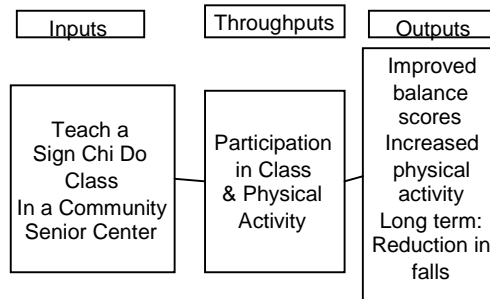 Inputs
Throughputs
Outputs
Teach a
Sign Chi Do
Class
In a Community
Senior Center
Participation
in Class
& Physical
Activity
Improved
balance
scores
Increased
physical
activity
Long term:
Reduction in
falls